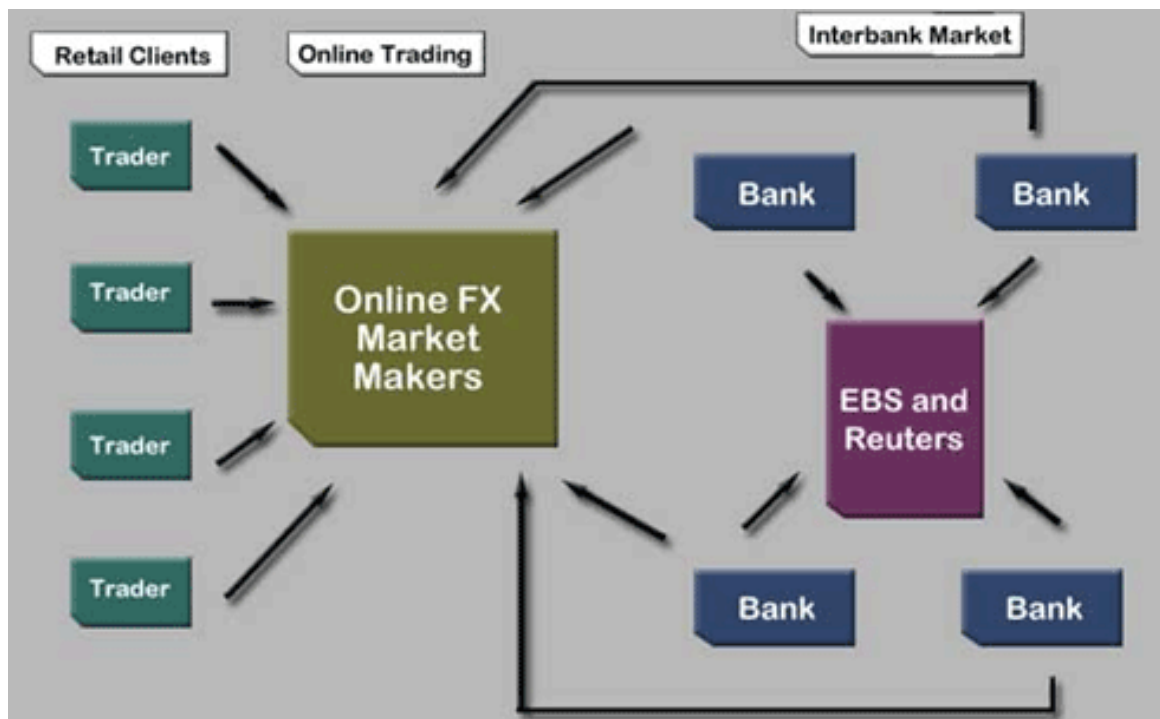 Retail Clients
Online Trading
Interbank Market
Trader
Trader
Trader
Trader
Online FX
Market
Makers
Bank
Bank
EBS and
Reuters
Bank
Bank